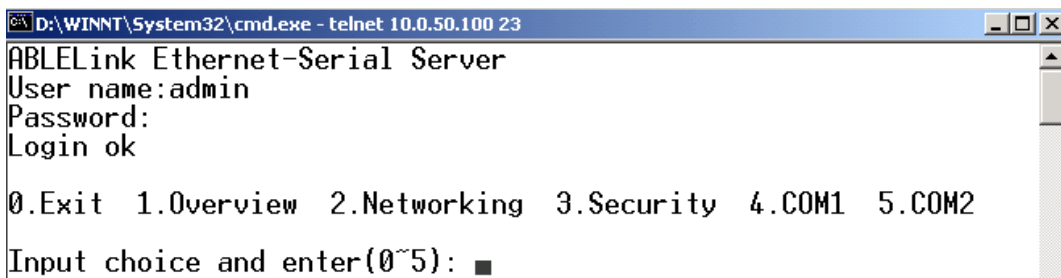 D:\WINNT\System32\cmd.exe - telnet 10.0.50.100 23
ABLELink Ethernet-Serial Server
User name:admin
Password:
Login ok
0.Exit  1.Overview  2.Networking  3.Security  4.COM1  5.COM2
Input choice and enter(0~5):